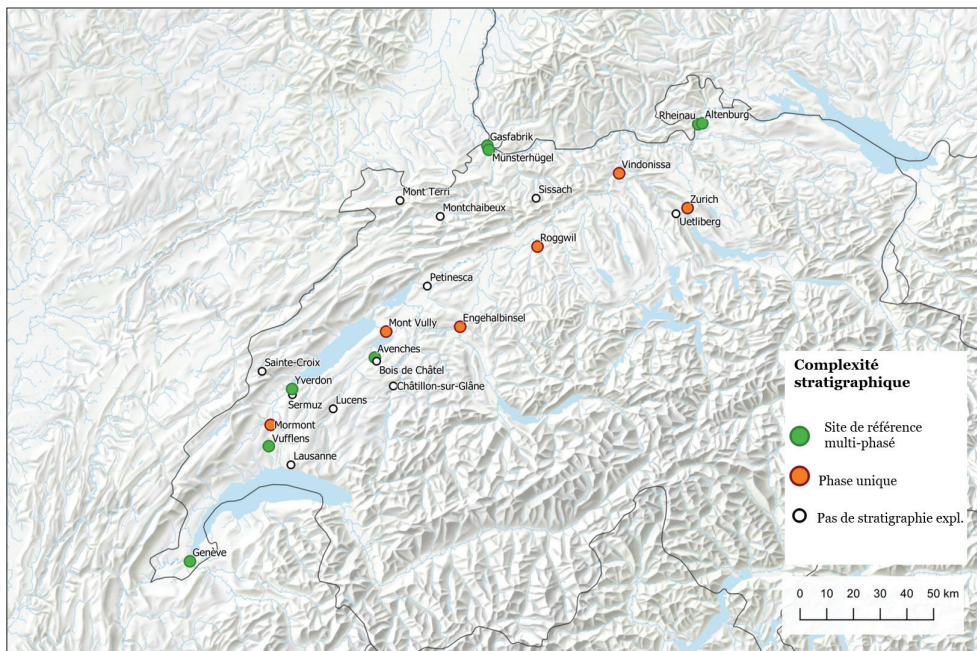 Rheinau
Altenburg
Gasfabrik
Münsterhügel
Vindonissa
Mont Terri
Sissach
Montchaibeux
Zurich
Uetliberg
Roggwil
Petinesca
Mont Vully
Engehalbinsel
Avenches
Bois de Châtel
Sainte-Croix
Châtillon-sur-Glâne
Yverdon
Sermuz
Lucens
Mormont
Vufflens
Lausanne
Genève
Complexité
stratigraphique
Site de référence
multi-phasé
Phase unique
Pas de stratigraphie expl.
0 10 20 30 40 50 km